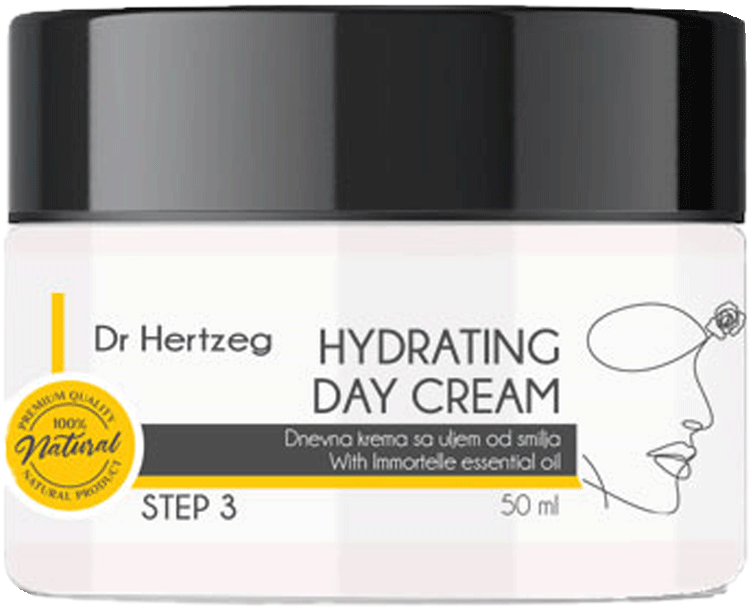 Dr Hertzeg
HYDRATING
DAY CREAM
Dnevna krema sa uljem od smilja
With Immortelle essential oil
PREMIUM QUALITY
100%
Natural
NATURAL PRODUCT
STEP 3
50 ml